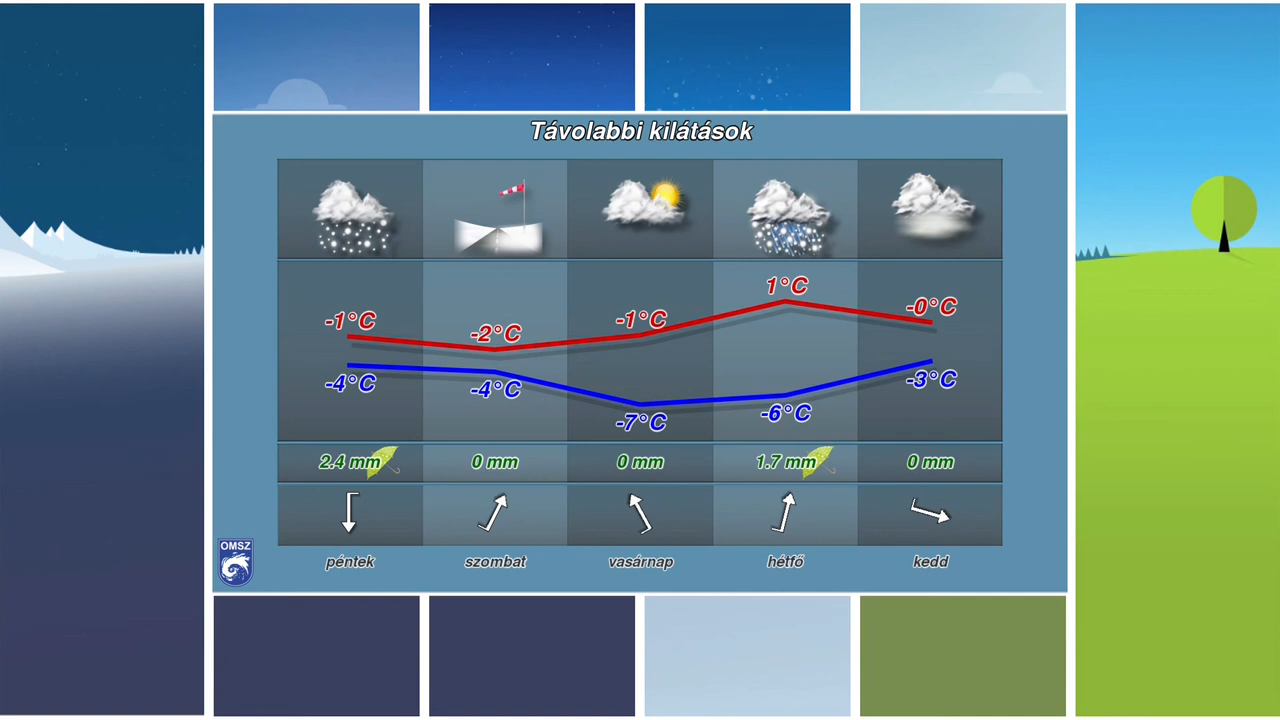 Távolabbi kilátások
-1°C -2°C -1°C 1°C -0°C
-4°C -4°C -7°C -6°C -3°C
2.4 mm 0 mm 0 mm 1.7 mm 0 mm
OMSZ
péntek szombat vasárnap hétfő kedd